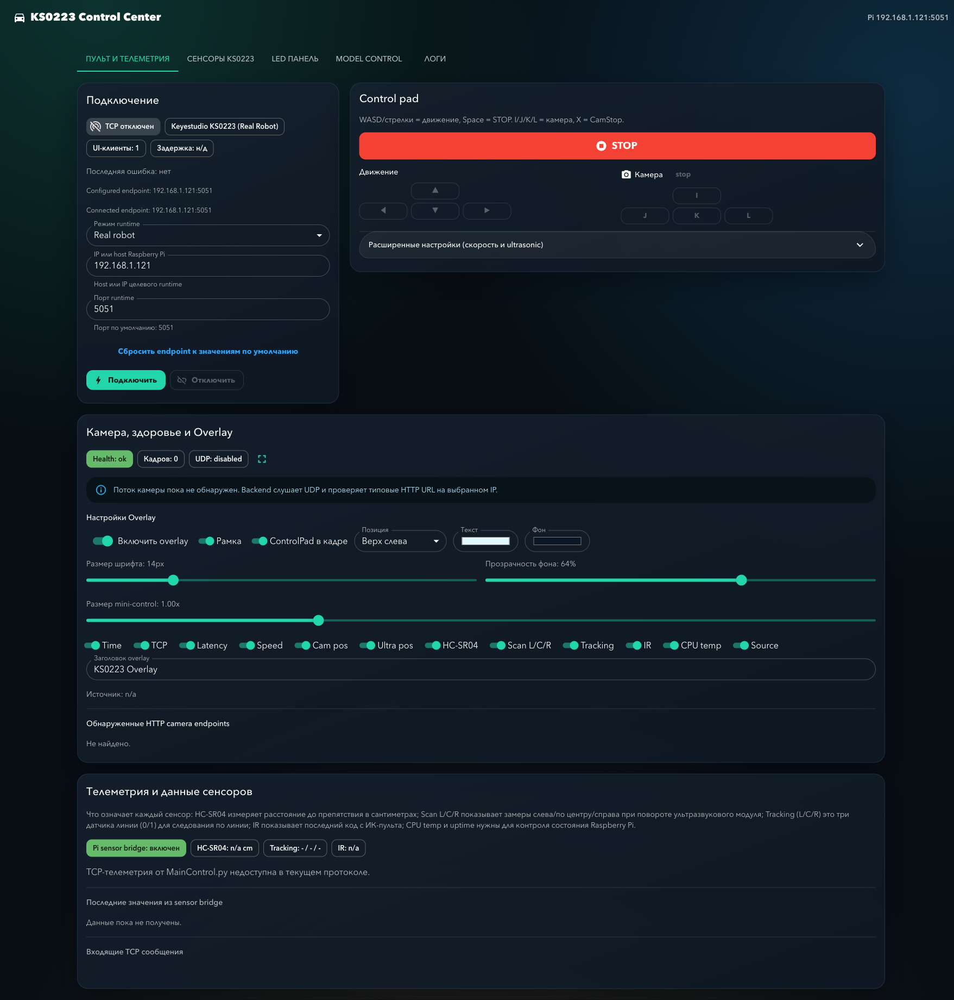 KS0223 Control Center
Pi 192.168.1.121:5051
ПУЛЬТ И ТЕЛЕМЕТРИЯ
СЕНСОРЫ KS0223
LED ПАНЕЛЬ
MODEL CONTROL
ЛОГИ
Подключение
TCP отключен
Keyestudio KS0223 (Real Robot)
UI-клиенты: 1
Задержка: н/д
Последняя ошибка: нет
Configured endpoint: 192.168.1.121:5051
Connected endpoint: 192.168.1.121:5051
Режим runtime
Real robot
IP или host Raspberry Pi
192.168.1.121
Host или IP целевого runtime
Порт runtime
5051
Порт по умолчанию: 5051
Сбросить endpoint к значениям по умолчанию
Подключить
Отключить
Control pad
WASD/стрелки = движение, Space = STOP. I/J/K/L = камера, X = CamStop.
STOP
Движение
Камера
stop
I
J
K
L
Расширенные настройки (скорость и ultrasonic)
Камера, здоровье и Overlay
Health: ok
Кадров: 0
UDP: disabled
Поток камеры пока не обнаружен. Backend слушает UDP и проверяет типовые HTTP URL на выбранном IP.
Настройки Overlay
Включить overlay
Рамка
ControlPad в кадре
Позиция
Верх слева
Текст
Фон
Размер шрифта: 14px
Прозрачность фона: 64%
Размер mini-control: 1.00x
Time
TCP
Latency
Speed
Cam pos
Ultra pos
HC-SR04
Scan L/C/R
Tracking
IR
CPU temp
Source
Заголовок overlay
KS0223 Overlay
Источник: n/a
Обнаруженные HTTP camera endpoints
Не найдено.
Телеметрия и данные сенсоров
Что означает каждый сенсор: HC-SR04 измеряет расстояние до препятствия в сантиметрах; Scan L/C/R показывает замеры слева/по центру/справа при повороте ультразвукового модуля; Tracking (L/C/R) это три
датчика линии (0/1) для следования по линии; IR показывает последний код с ИК-пульта; CPU temp и uptime нужны для контроля состояния Raspberry Pi.
Pi sensor bridge: включен
HC-SR04: n/a cm
Tracking: - / - / -
IR: n/a
TCP-телеметрия от MainControl.py недоступна в текущем протоколе.
Последние значения из sensor bridge
Данные пока не получены.
Входящие TCP сообщения